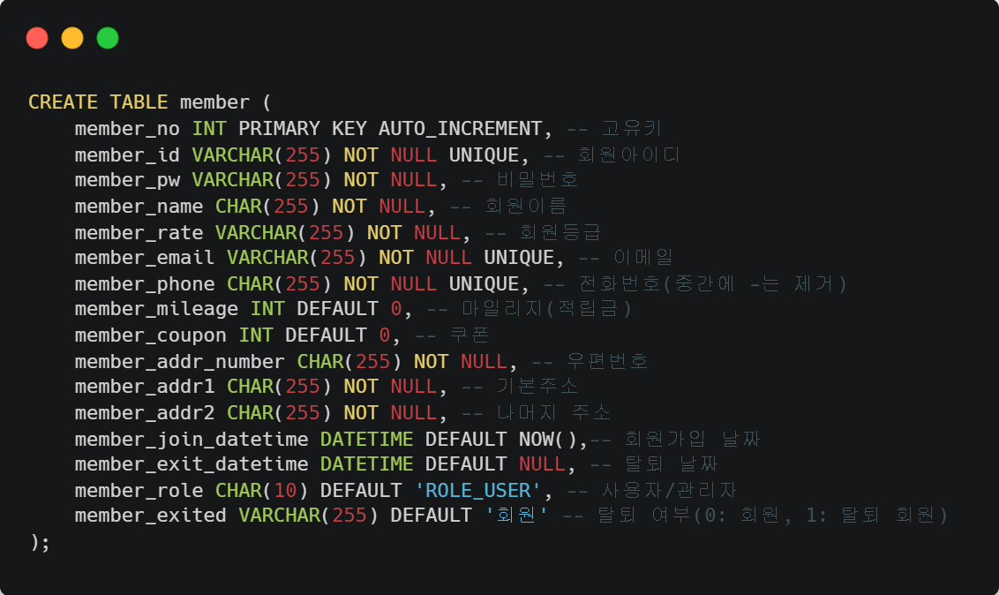 CREATE TABLE member (
    member_no INT PRIMARY KEY AUTO_INCREMENT, -- 고유키
    member_id VARCHAR(255) NOT NULL UNIQUE, -- 회원아이디
    member_pw VARCHAR(255) NOT NULL, -- 비밀번호
    member_name CHAR(255) NOT NULL, -- 회원이름
    member_rate VARCHAR(255) NOT NULL, -- 회원등급
    member_email VARCHAR(255) NOT NULL UNIQUE, -- 이메일
    member_phone CHAR(255) NOT NULL UNIQUE, -- 전화번호(중간에 -는 제거)
    member_mileage INT DEFAULT 0, -- 마일리지(적립금)
    member_coupon INT DEFAULT 0, -- 쿠폰
    member_addr_number CHAR(255) NOT NULL, -- 우편번호
    member_addr1 CHAR(255) NOT NULL, -- 기본주소
    member_addr2 CHAR(255) NOT NULL, -- 나머지 주소
    member_join_datetime DATETIME DEFAULT NOW(),-- 회원가입 날짜
    member_exit_datetime DATETIME DEFAULT NULL, -- 탈퇴 날짜
    member_role CHAR(10) DEFAULT 'ROLE_USER', -- 사용자/관리자
    member_exited VARCHAR(255) DEFAULT '회원' -- 탈퇴 여부(0: 회원, 1: 탈퇴 회원)
);